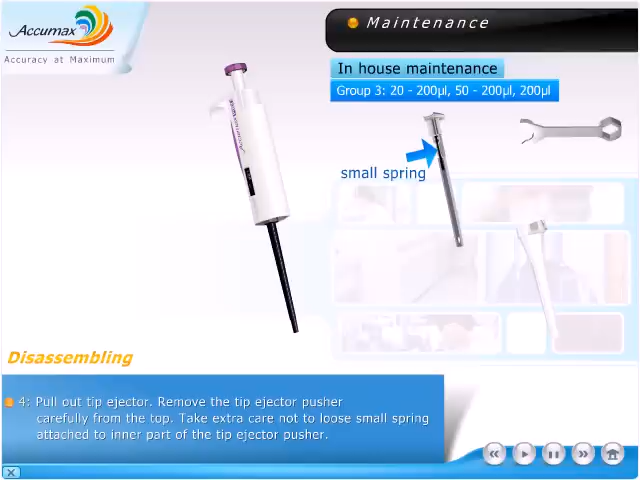 Accumax
Accuracy at Maximum
Maintenance
In house maintenance
Group 3: 20 - 200µl, 50 - 200µl, 200µl
small spring
Disassembling
4: Pull out tip ejector. Remove the tip ejector pusher
carefully from the top. Take extra care not to loose small spring
attached to inner part of the tip ejector pusher.